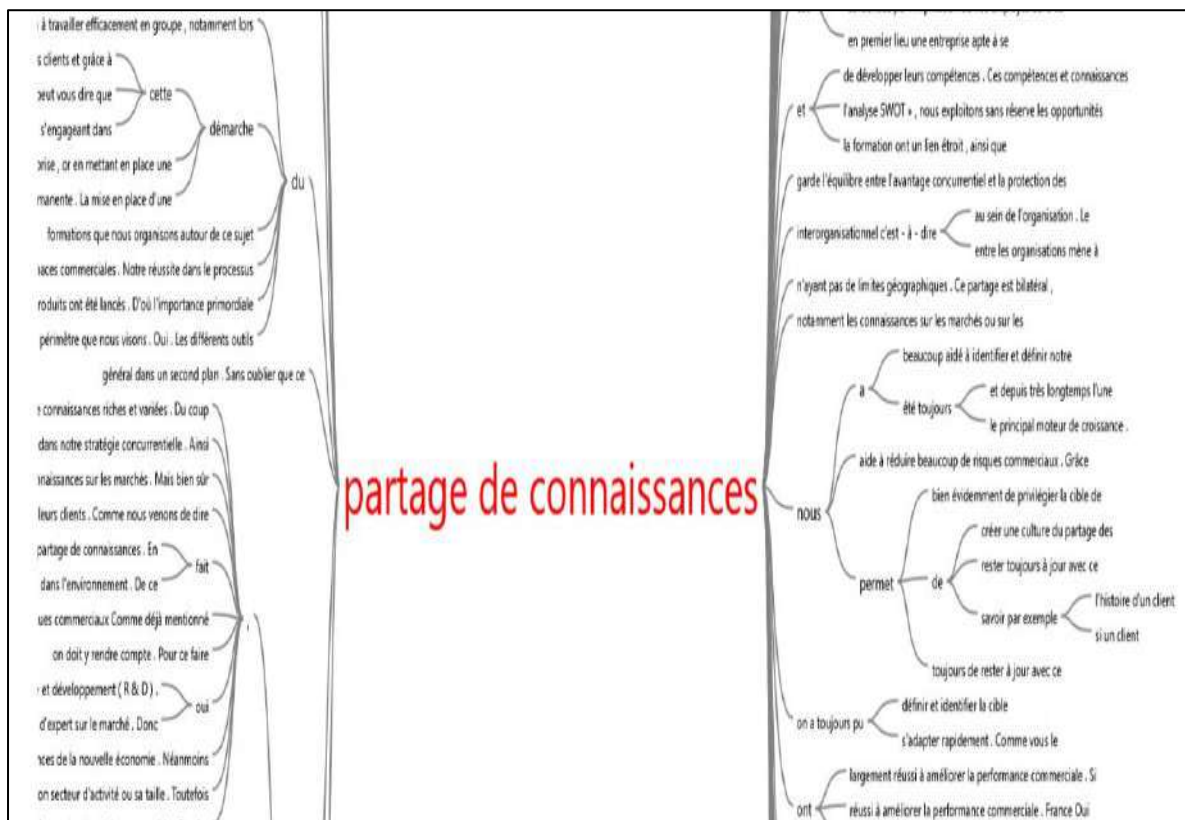 à travailler efficacement en groupe , notamment lors
clients et grâce à
vous dire que
s'engageant dans
cette
, or en mettant en place une
. La mise en place d'une
démarche
formations que nous organisons autour de ce sujet
commerciales . Notre réussite dans le processus
ont été lancés . D'où l'importance primordiale
périmètre que nous visons . Oui . Les différents outils
du
général dans un second plan . Sans oublier que ce
connaissances riches et variées . Du coup
dans notre stratégie concurrentielle . Ainsi
sur les marchés . Mais bien sûr
leurs clients . Comme nous venons de dire
partage de connaissances . En
dans l'environnement . De ce
fait
commerciaux Comme déjà mentionné
on doit y rendre compte . Pour ce faire
et développement ( R & D ) .
d'expert sur le marché . Donc
oui
de la nouvelle économie . Néanmoins
secteur d'activité ou sa taille . Toutefois
,
partage de connaissances
en premier lieu une entreprise apte à se
et
de développer leurs compétences . Ces compétences et connaissances
l'analyse SWOT » , nous exploitons sans réserve les opportunités
la formation ont un lien étroit , ainsi que
garde l'équilibre entre l'avantage concurrentiel et la protection des
interorganisationnel c'est - à - dire
au sein de l'organisation . Le
entre les organisations mène à
n'ayant pas de limites géographiques . Ce partage est bilatéral ,
notamment les connaissances sur les marchés ou sur les
nous
a
beaucoup aidé à identifier et définir notre
été toujours
et depuis très longtemps l'une
le principal moteur de croissance .
aide à réduire beaucoup de risques commerciaux . Grâce
permet
bien évidemment de privilégier la cible de
de
créer une culture du partage des
rester toujours à jour avec ce
savoir par exemple
l'histoire d'un client
si un client
toujours de rester à jour avec ce
on a toujours pu
définir et identifier la cible
s'adapter rapidement . Comme vous le
ont
largement réussi à améliorer la performance commerciale . Si
réussi à améliorer la performance commerciale . France Oui